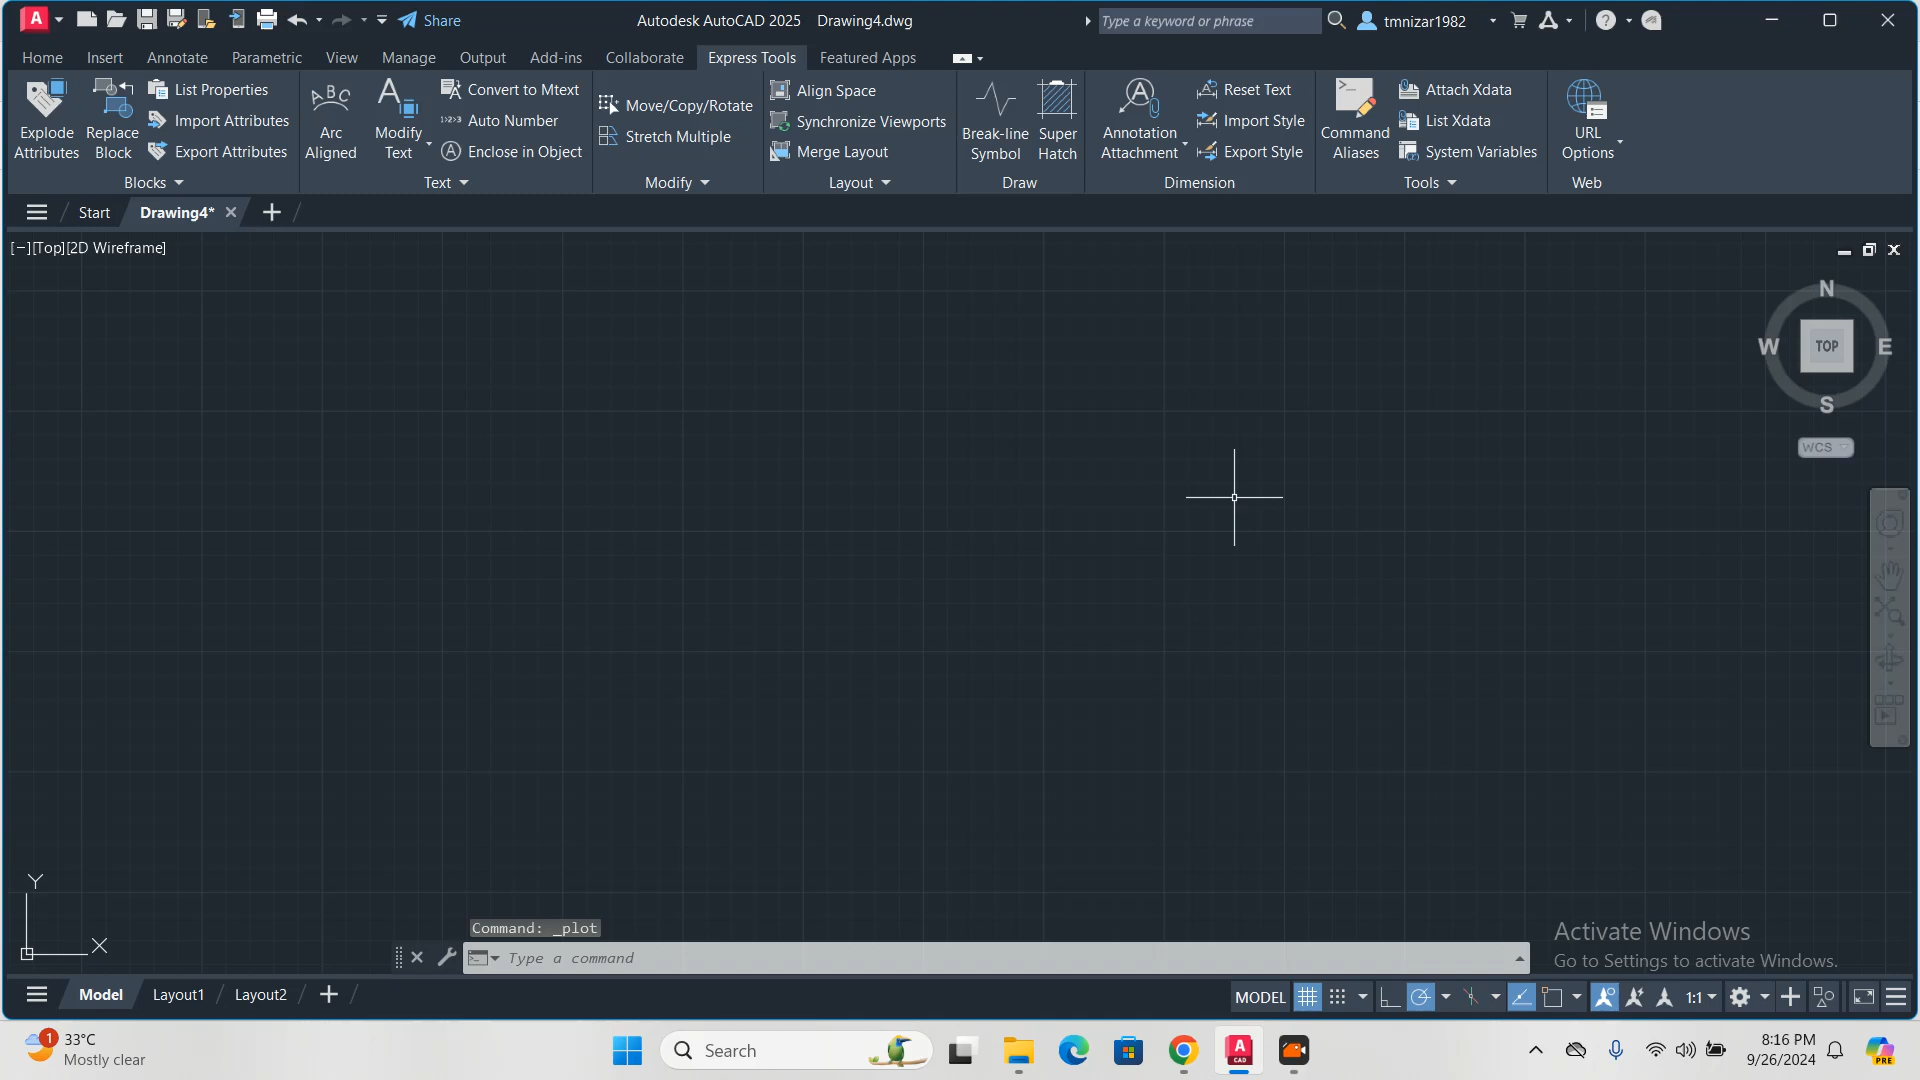 A CAD Share Autodesk AutoCAD 2025 Drawing4.dwg Type a keyword or phrase tmnizar1982
Home Insert Annotate Parametric View Manage Output Add-ins Collaborate Express Tools Featured Apps
Explode Attributes
Replace Block
List Properties
Import Attributes
Export Attributes
Blocks
Arc Aligned
Modify Text
Convert to Mtext
Auto Number
Enclose in Object
Text
Move/Copy/Rotate
Stretch Multiple
Modify
Align Space
Synchronize Viewports
Merge Layout
Layout
Break-line Symbol
Super Hatch
Draw
Annotation Attachment
Reset Text
Import Style
Export Style
Dimension
Command Aliases
Attach Xdata
List Xdata
System Variables
Tools
URL Options
Web
Start Drawing4*
[−][Top][2D Wireframe]
N
W TOP E
S
WCS
Y
X
Command: _plot
Type a command
Activate Windows
Go to Settings to activate Windows.
Model Layout1 Layout2 MODEL 1:1
1 33°C
Mostly clear
Search
A CAD
8:16 PM
9/26/2024
PRE